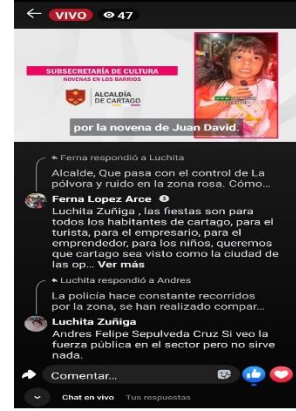 VIVO 47
SUBSECRETARÍA DE CULTURA
NOVENAS EN LOS BARRIOS
ALCALDÍA
DE CARTAGO
por la novena de Juan David.
Ferna respondió a Luchita
Alcalde, Que pasa con el control de La
pólvora y ruido en la zona rosa. Cómo...
Ferna Lopez Arce
Luchita Zuñiga , las fiestas son para
todos los habitantes de cartago, para el
turista, para el empresario, para el
emprendedor, para los niños, queremos
que cartago sea visto como la ciudad de
las op... Ver más
Luchita respondió a Andres
La policía hace constante recorridos
por la zona, se han realizado compar...
Luchita Zuñiga
Andres Felipe Sepulveda Cruz Si veo la
fuerza pública en el sector pero no sirve
nada.
Comentar...
Chat en vivo Tus respuestas